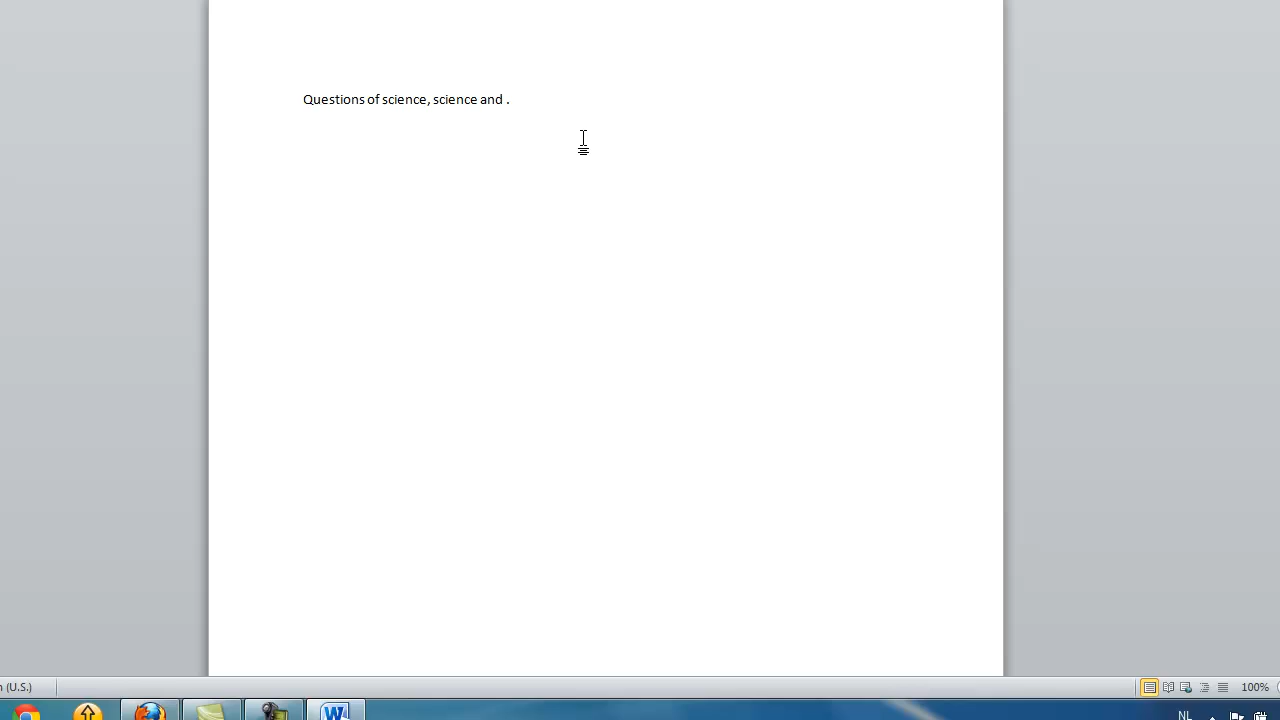 Questions of science, science and .
(U.S.)
100%
NL